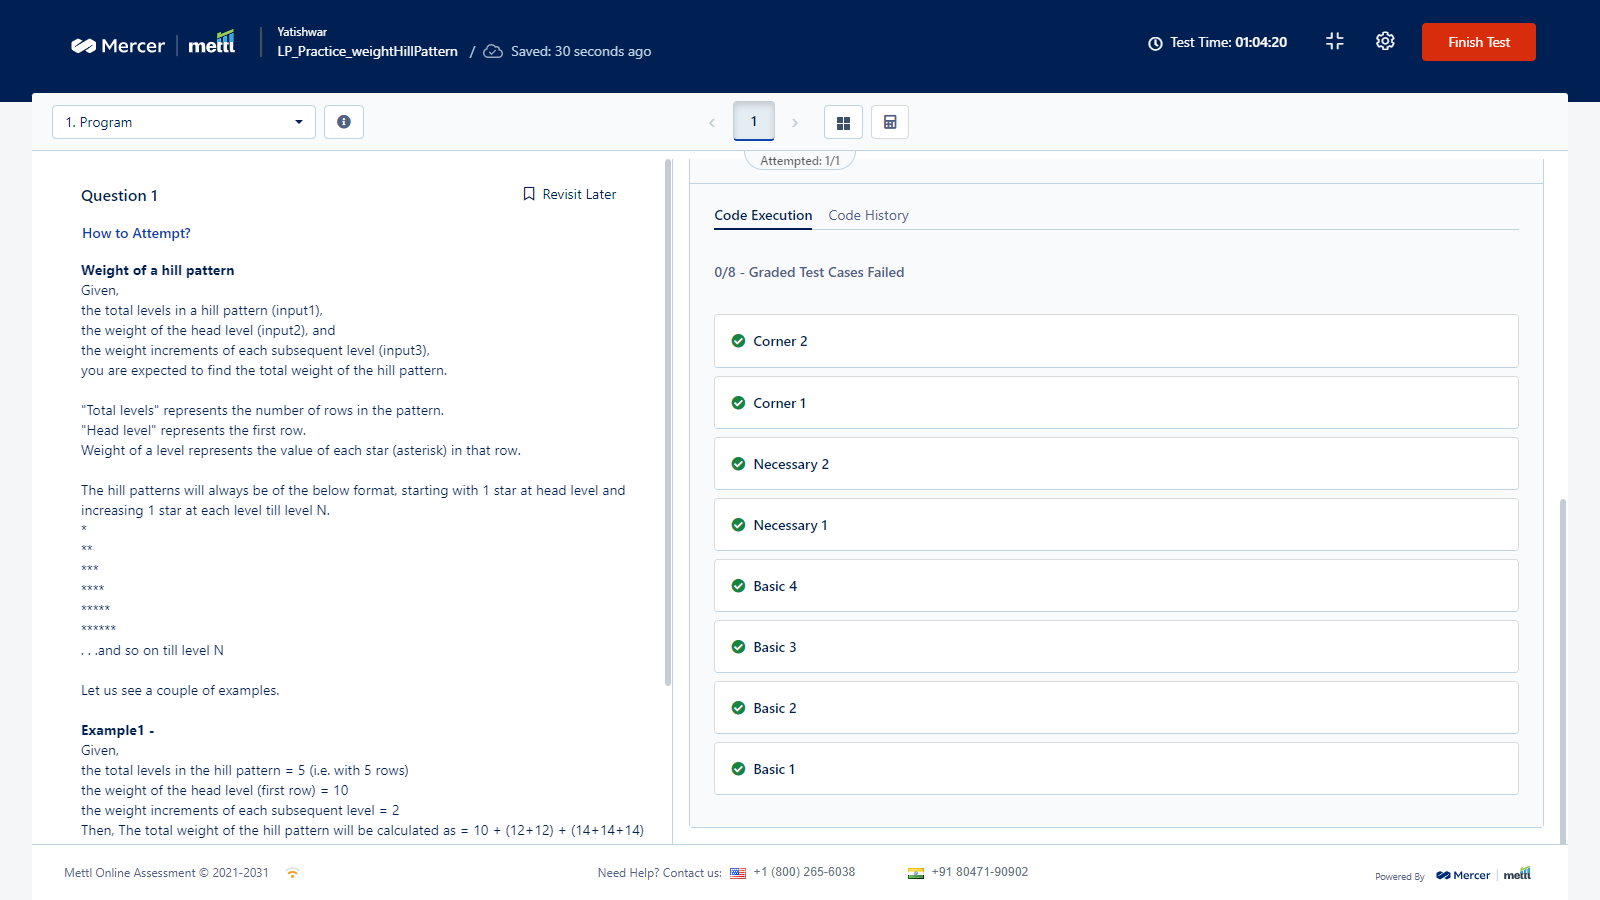 Mercer
mettl
Yatishwar
LP_Practice_weightHillPattern / Saved: 30 seconds ago
Test Time: 01:04:20
Finish Test
1. Program
1
Attempted: 1/1
Question 1
Revisit Later
How to Attempt?
Weight of a hill pattern
Given,
the total levels in a hill pattern (input1),
the weight of the head level (input2), and
the weight increments of each subsequent level (input3),
you are expected to find the total weight of the hill pattern.
"Total levels" represents the number of rows in the pattern.
"Head level" represents the first row.
Weight of a level represents the value of each star (asterisk) in that row.
The hill patterns will always be of the below format, starting with 1 star at head level and
increasing 1 star at each level till level N.
*
**
***
****
*****
******
. . .and so on till level N
Let us see a couple of examples.
Example1 -
Given,
the total levels in the hill pattern = 5 (i.e. with 5 rows)
the weight of the head level (first row) = 10
the weight increments of each subsequent level = 2
Then, The total weight of the hill pattern will be calculated as = 10 + (12+12) + (14+14+14)
Code Execution
Code History
0/8 - Graded Test Cases Failed
Corner 2
Corner 1
Necessary 2
Necessary 1
Basic 4
Basic 3
Basic 2
Basic 1
Mettl Online Assessment © 2021-2031
Need Help? Contact us: +1 (800) 265-6038
+91 80471-90902
Powered By Mercer mettl